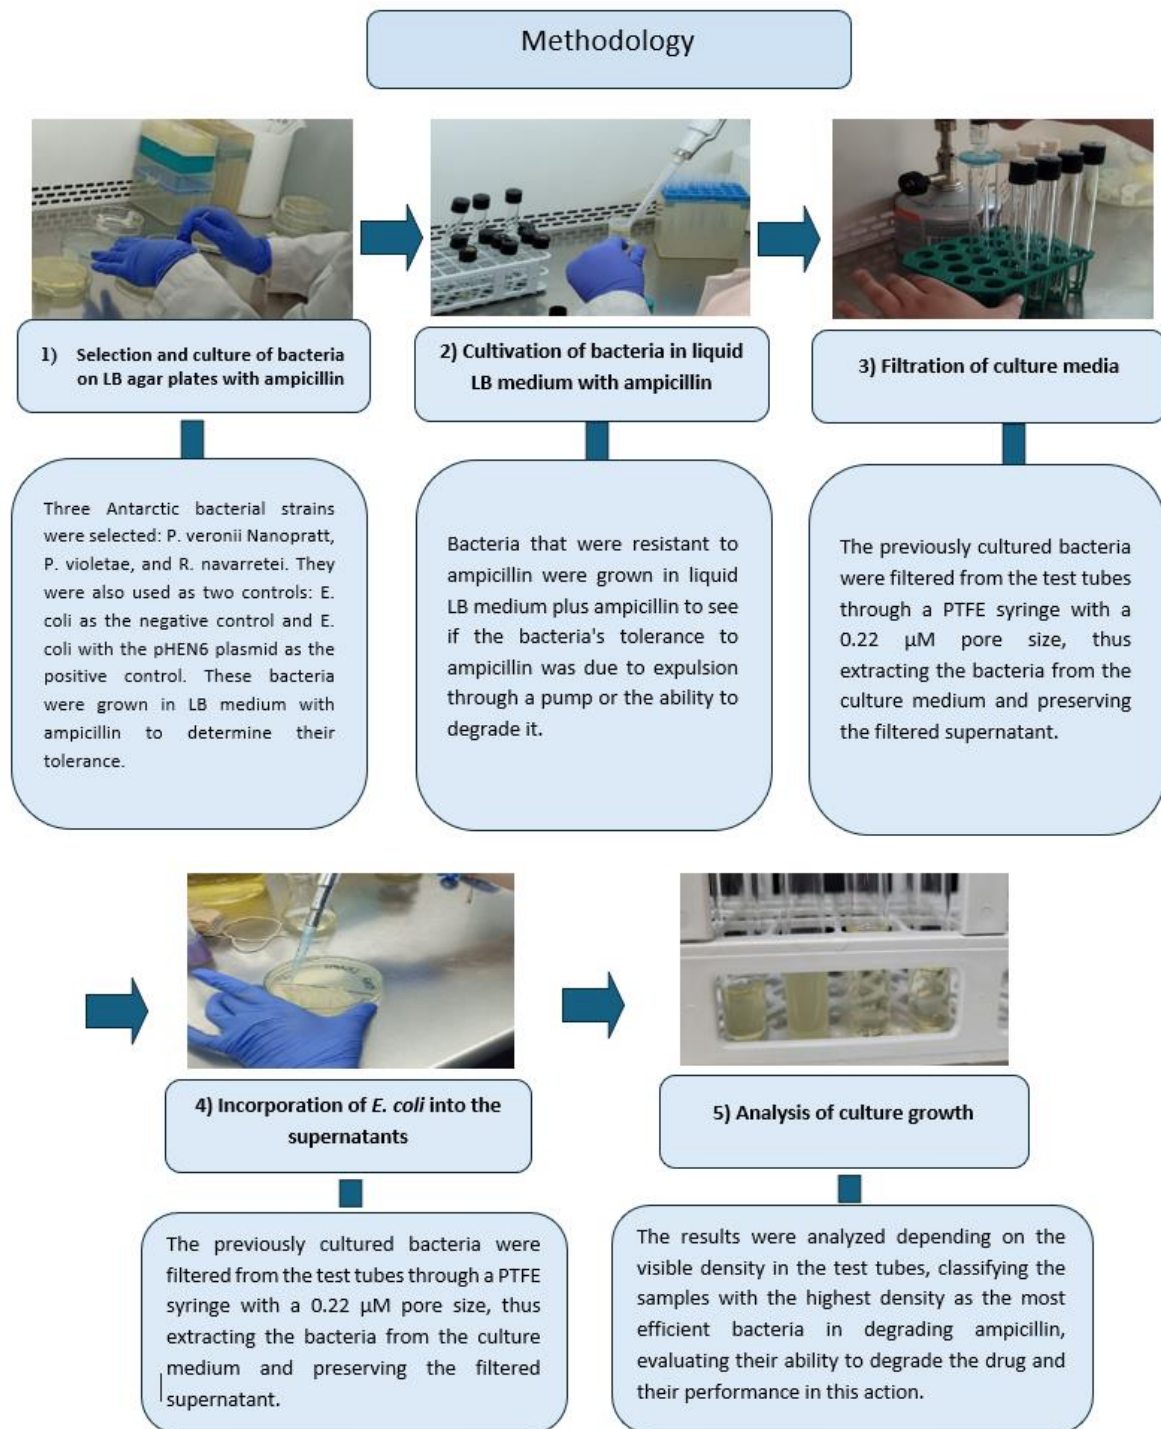 Methodology
1) Selection and culture of bacteria
on LB agar plates with ampicillin
2) Cultivation of bacteria in liquid
LB medium with ampicillin
3) Filtration of culture media
Three Antarctic bacterial strains
were selected: P. veronii Nanopratt,
P. violetae, and R. navarretei. They
were also used as two controls: E.
coli as the negative control and E.
coli with the pHEN6 plasmid as the
positive control. These bacteria
were grown in LB medium with
ampicillin to determine their
tolerance.
Bacteria that were resistant to
ampicillin were grown in liquid
LB medium plus ampicillin to see
if the bacteria's tolerance to
ampicillin was due to expulsion
through a pump or the ability to
degrade it.
The previously cultured bacteria
were filtered from the test tubes
through a PTFE syringe with a
0.22 µM pore size, thus
extracting the bacteria from the
culture medium and preserving
the filtered supernatant.
4) Incorporation of E. coli into the
supernatants
5) Analysis of culture growth
The previously cultured bacteria were
filtered from the test tubes through a PTFE
syringe with a 0.22 µM pore size, thus
extracting the bacteria from the culture
medium and preserving the filtered
supernatant.
The results were analyzed depending on the
visible density in the test tubes, classifying the
samples with the highest density as the most
efficient bacteria in degrading ampicillin,
evaluating their ability to degrade the drug and
their performance in this action.